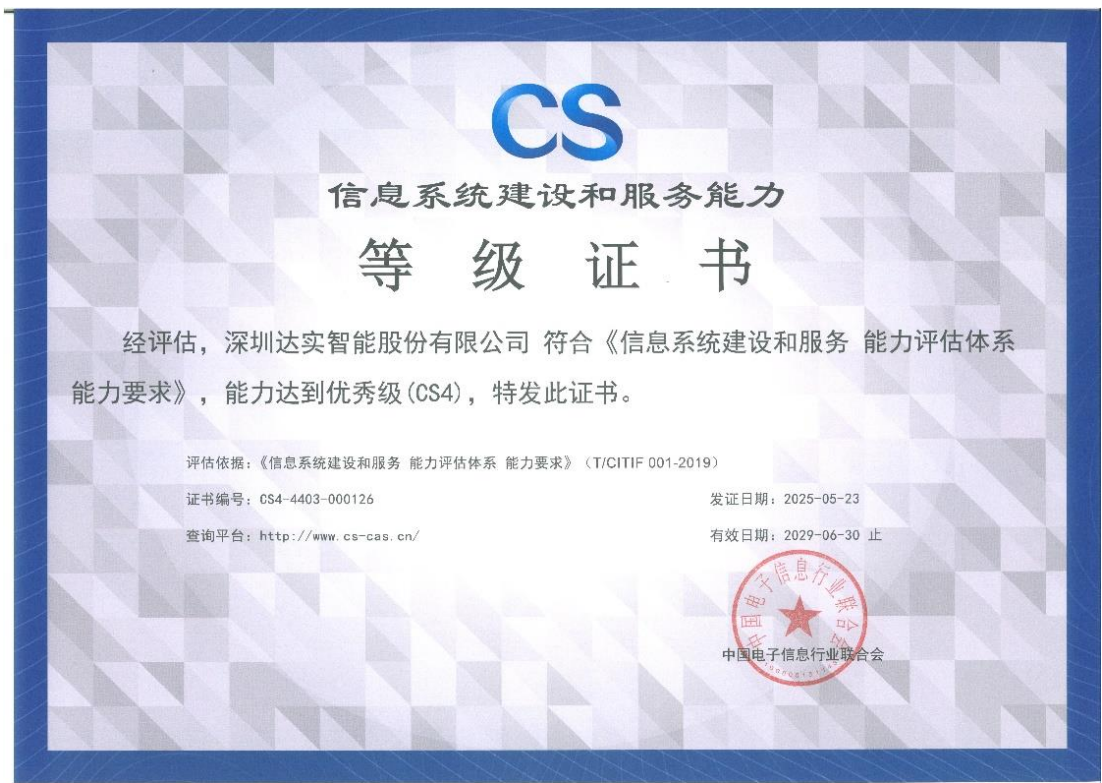 CS
信息系统建设和服务能力
等级证书
经评估，深圳达实智能股份有限公司 符合《信息系统建设和服务 能力评估体系
能力要求》，能力达到优秀级(CS4)，特发此证书。
评估依据：《信息系统建设和服务 能力评估体系 能力要求》（T/CITIF 001-2019）
证书编号：CS4-4403-000126
发证日期：2025-05-23
查询平台：http://www.cs-cas.cn/
有效日期：2029-06-30 止
中国电子信息行业联合会
中国电子信息行业联合会